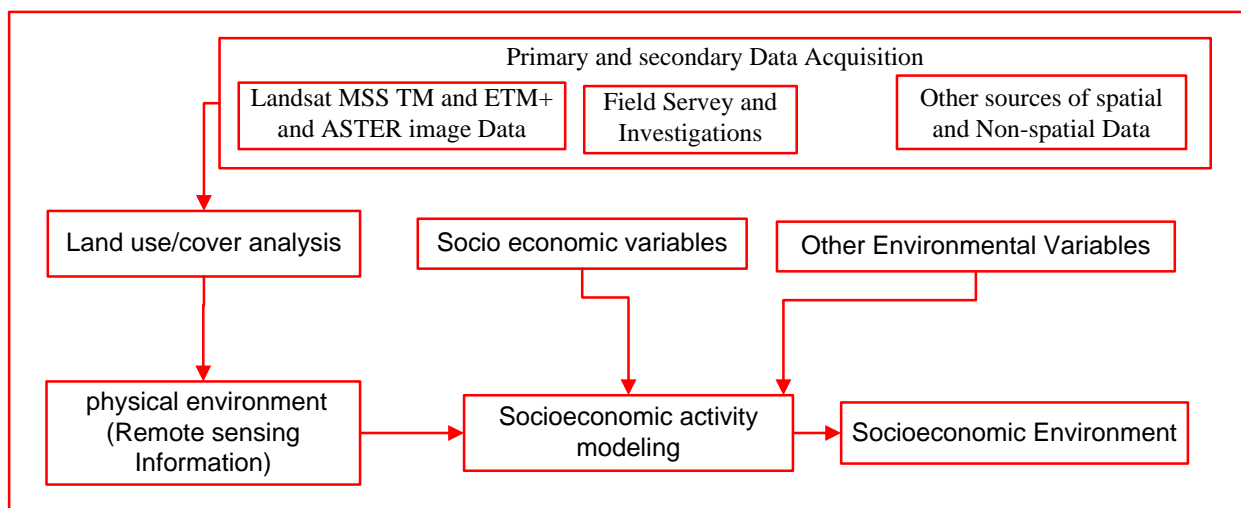 Primary and secondary Data Acquisition
Landsat MSS TM and ETM+
and ASTER image Data
Field Servey and
Investigations
Other sources of spatial
and Non-spatial Data
Land use/cover analysis
Socio economic variables
Other Environmental Variables
physical environment
(Remote sensing
Information)
Socioeconomic activity
modeling
Socioeconomic Environment